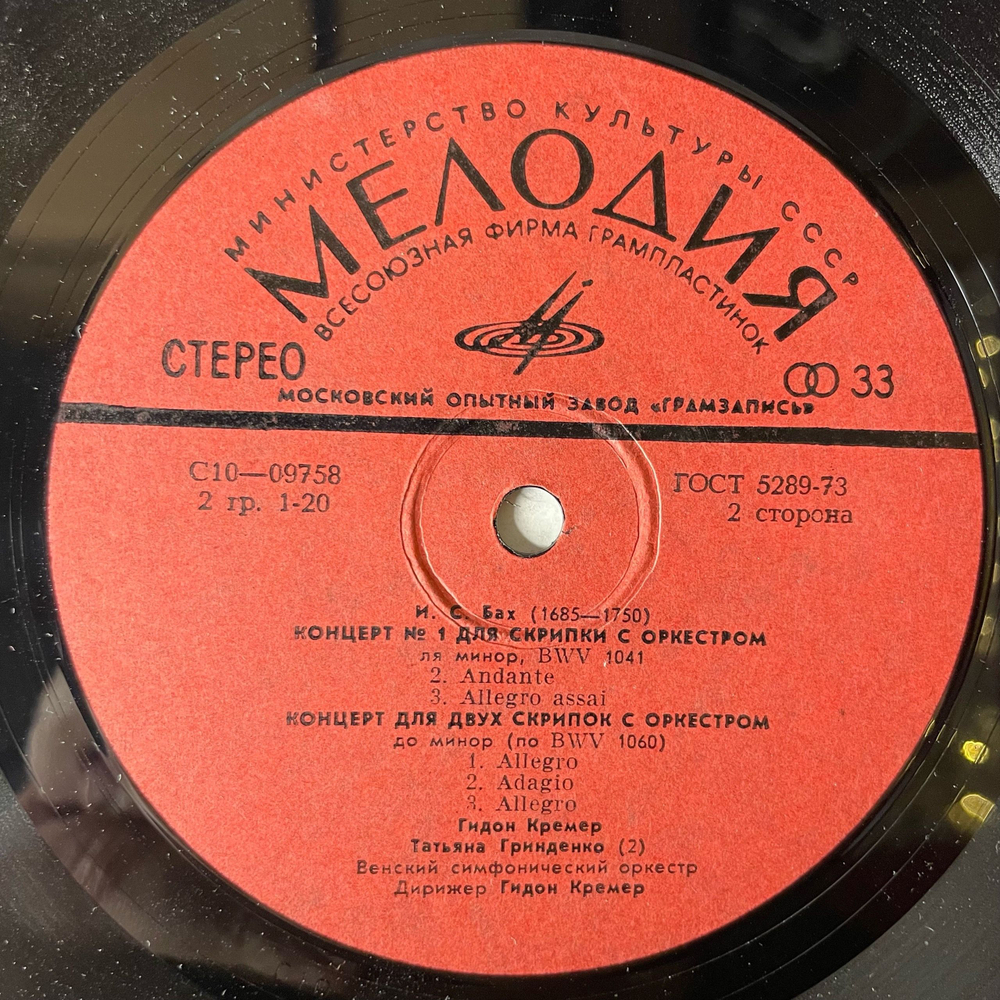 МИНИСТЕРСТВО КУЛЬТУРЫ СССР
МЕЛОДИЯ
ВСЕСОЮЗНАЯ ФИРМА ГРАМПЛАСТИНОК
СТЕРЕО
33
МОСКОВСКИЙ ОПЫТНЫЙ ЗАВОД «ГРАМЗАПИСЬ»
С10—09758
2 гр. 1-20
ГОСТ 5289-73
2 сторона
И. С. Бах (1685—1750)
КОНЦЕРТ № 1 ДЛЯ СКРИПКИ С ОРКЕСТРОМ
ля минор, BWV 1041
2. Andante
3. Allegro assai
КОНЦЕРТ ДЛЯ ДВУХ СКРИПОК С ОРКЕСТРОМ
до минор (по BWV 1060)
1. Allegro
2. Adagio
3. Allegro
Гидон Кремер
Татьяна Гринденко (2)
Венский симфонический оркестр
Дирижер Гидон Кремер